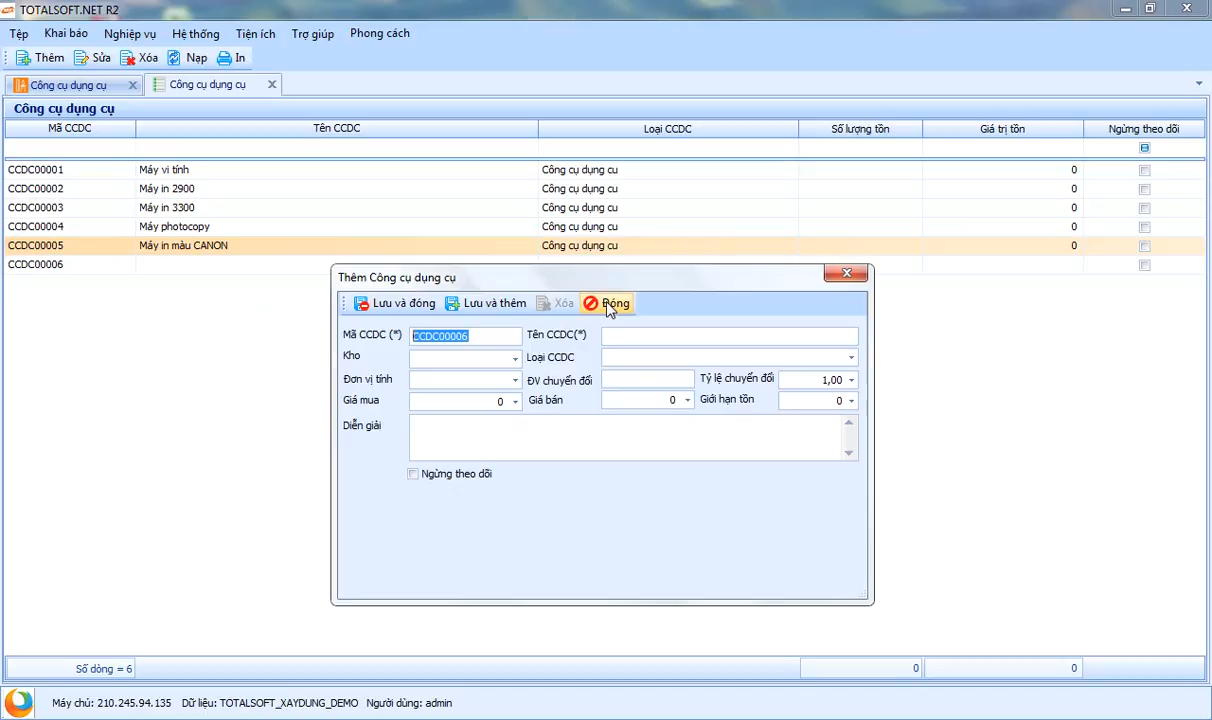 TOTALSOFT.NET R2
Tệp Khai báo Nghiệp vụ Hệ thống Tiện ích Trợ giúp Phong cách
Thêm Sửa Xóa Nạp In
Công cụ dụng cụ Công cụ dụng cụ
Công cụ dụng cụ
Mã CCDC Tên CCDC Loại CCDC Số lượng tồn Giá trị tồn Ngừng theo dõi
CCDC00001 Máy vi tính Công cụ dụng cu 0
CCDC00002 Máy in 2900 Công cụ dụng cu 0
CCDC00003 Máy in 3300 Công cụ dụng cu 0
CCDC00004 Máy photocopy Công cụ dụng cu 0
CCDC00005 Máy in màu CANON Công cụ dụng cu 0
CCDC00006
Thêm Công cụ dụng cụ
Lưu và đóng Lưu và thêm Xóa Đóng
Mã CCDC (*) CCDC00006 Tên CCDC(*)
Kho Loại CCDC
Đơn vị tính ĐV chuyển đổi Tỷ lệ chuyển đổi 1,00
Giá mua 0 Giá bán 0 Giới hạn tồn 0
Diễn giải
Ngừng theo dõi
Số dòng = 6 0 0
Máy chủ: 210.245.94.135 Dữ liệu: TOTALSOFT_XAYDUNG_DEMO Người dùng: admin